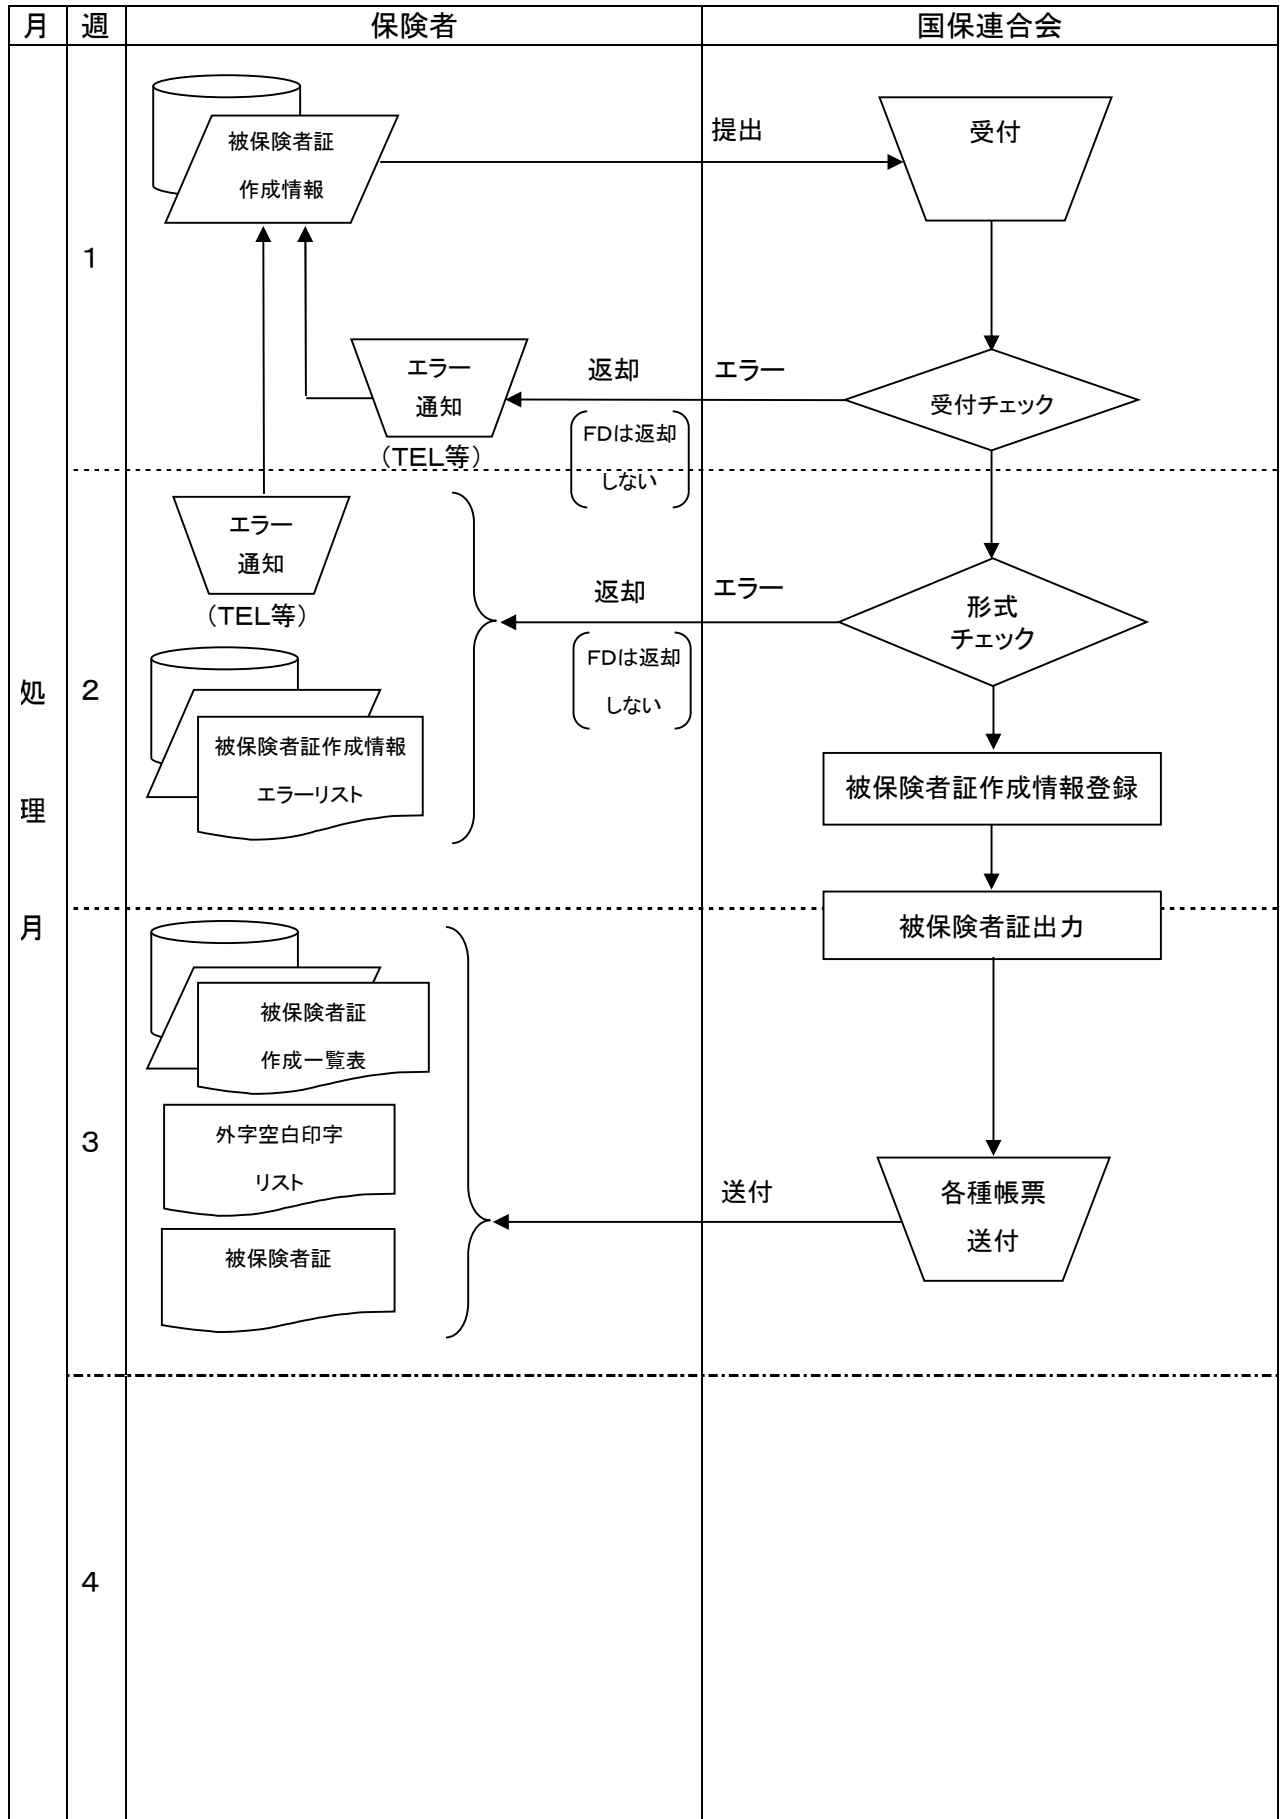 月 週 保険者 国保連合会
被保険者証
作成情報
提出
受付
1
エラー
通知
(TEL等)
返却
エラー
受付チェック
FDは返却
しない
エラー
通知
(TEL等)
返却
エラー
形式
チェック
FDは返却
しない
処
理
月
2
被保険者証作成情報
エラーリスト
被保険者証作成情報登録
被保険者証出力
被保険者証
作成一覧表
3
外字空白印字
リスト
被保険者証
送付
各種帳票
送付
4